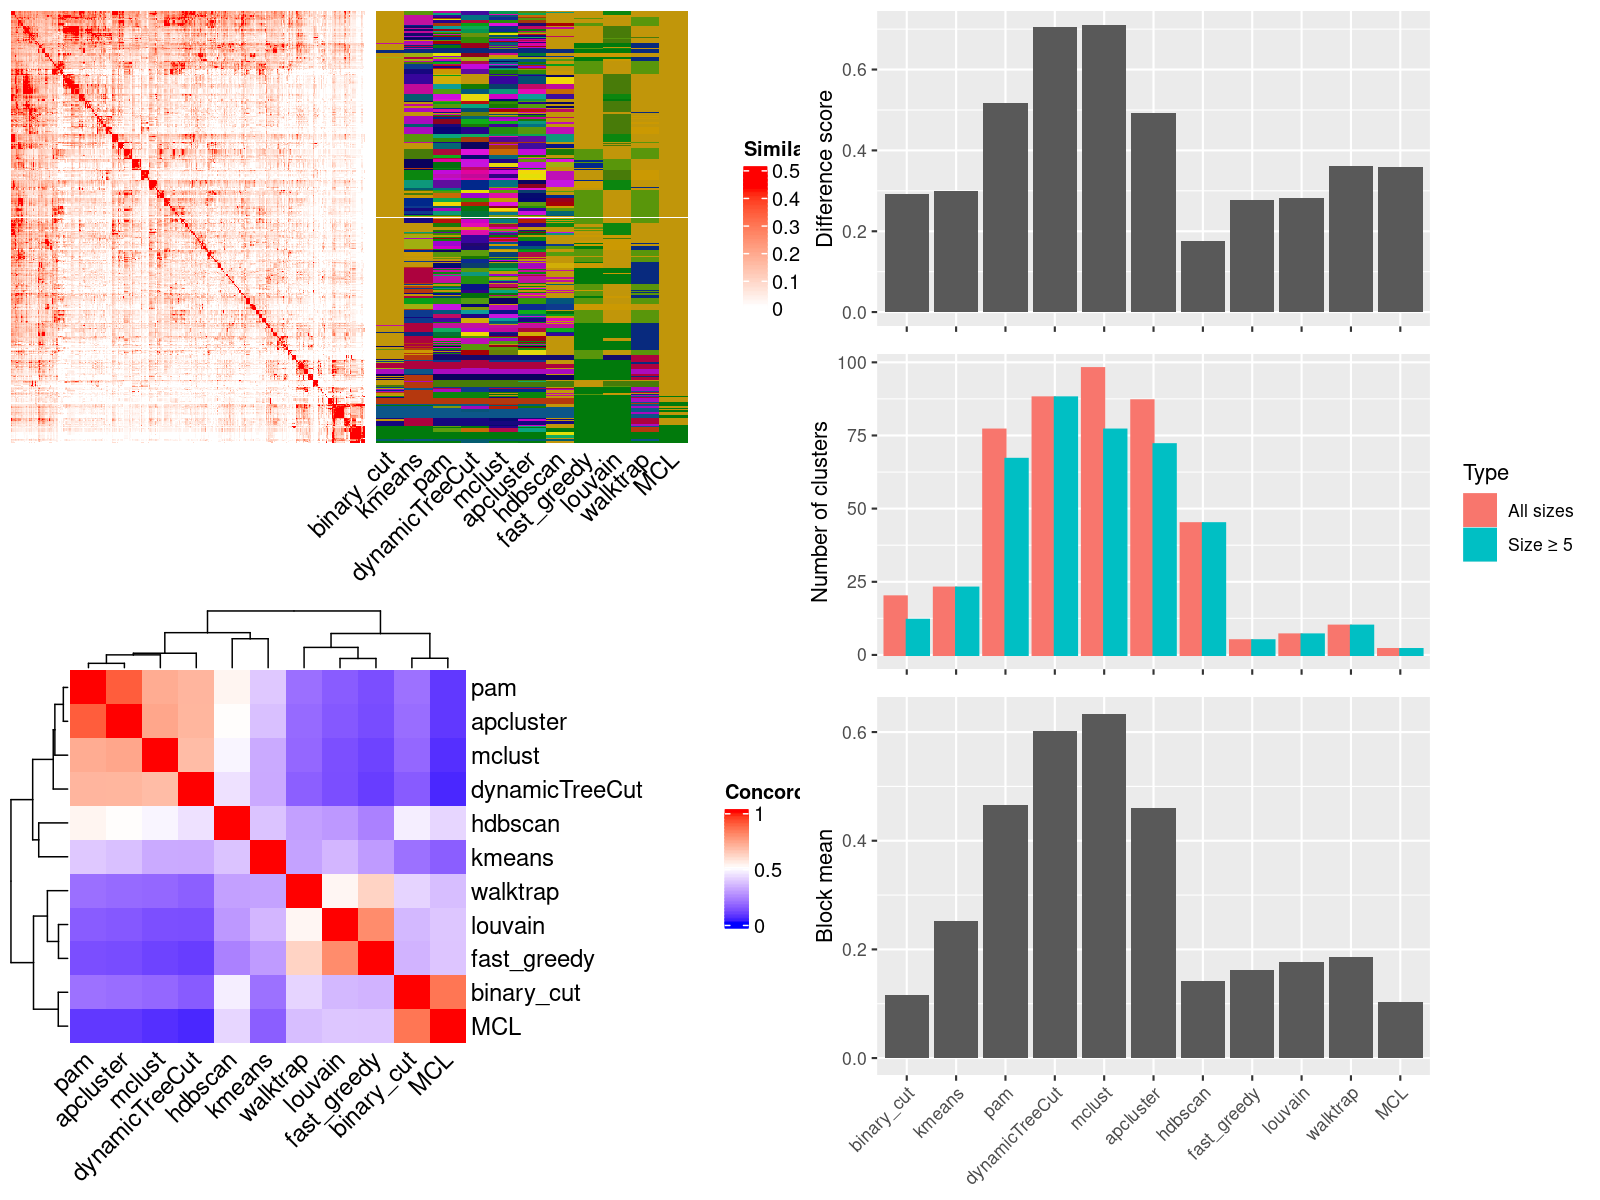 Simila
0.5
0.4
0.3
0.2
0.1
0
binary_cut
kmeans
pam
dynamicTreeCut
mclust
apcluster
hdbscan
fast_greedy
louvain
walktrap
MCL
pam
apcluster
mclust
dynamicTreeCut
hdbscan
kmeans
walktrap
louvain
fast_greedy
binary_cut
MCL
pam
apcluster
mclust
dynamicTreeCut
hdbscan
kmeans
walktrap
louvain
fast_greedy
binary_cut
MCL
Concord
1
0.5
0
Difference score
0.6
0.4
0.2
0.0
Number of clusters
100
75
50
25
0
Type
All sizes
Size ≥ 5
Block mean
0.6
0.4
0.2
0.0
binary_cut
kmeans
pam
dynamicTreeCut
mclust
apcluster
hdbscan
fast_greedy
louvain
walktrap
MCL